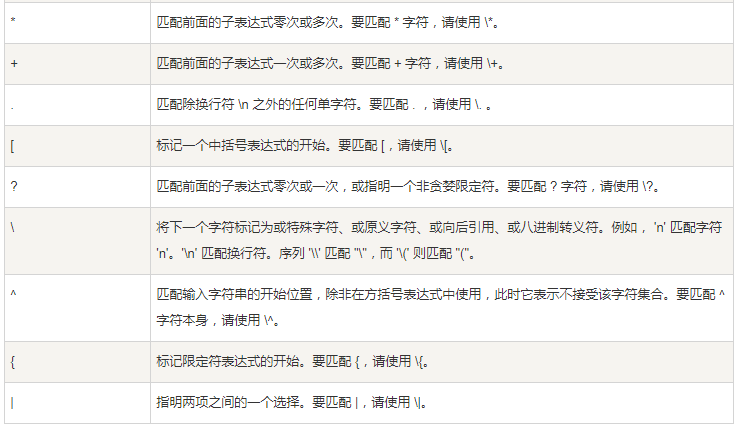 * 匹配前面的子表达式零次或多次。要匹配 * 字符，请使用 \*。
+ 匹配前面的子表达式一次或多次。要匹配 + 字符，请使用 \+。
. 匹配除换行符 \n 之外的任何单字符。要匹配 . ，请使用 \. 。
[ 标记一个中括号表达式的开始。要匹配 [，请使用 \[。
? 匹配前面的子表达式零次或一次，或指明一个非贪婪限定符。要匹配 ? 字符，请使用 \?。
\ 将下一个字符标记为或特殊字符、或原义字符、或向后引用、或八进制转义符。例如， 'n' 匹配字符
'n'。'\n' 匹配换行符。序列 '\\' 匹配 "\"，而 '\(' 则匹配 "("。
^ 匹配输入字符串的开始位置，除非在方括号表达式中使用，此时它表示不接受该字符集合。要匹配 ^
字符本身，请使用 \^。
{ 标记限定符表达式的开始。要匹配 {，请使用 \{。
| 指明两项之间的一个选择。要匹配 |，请使用 \|。